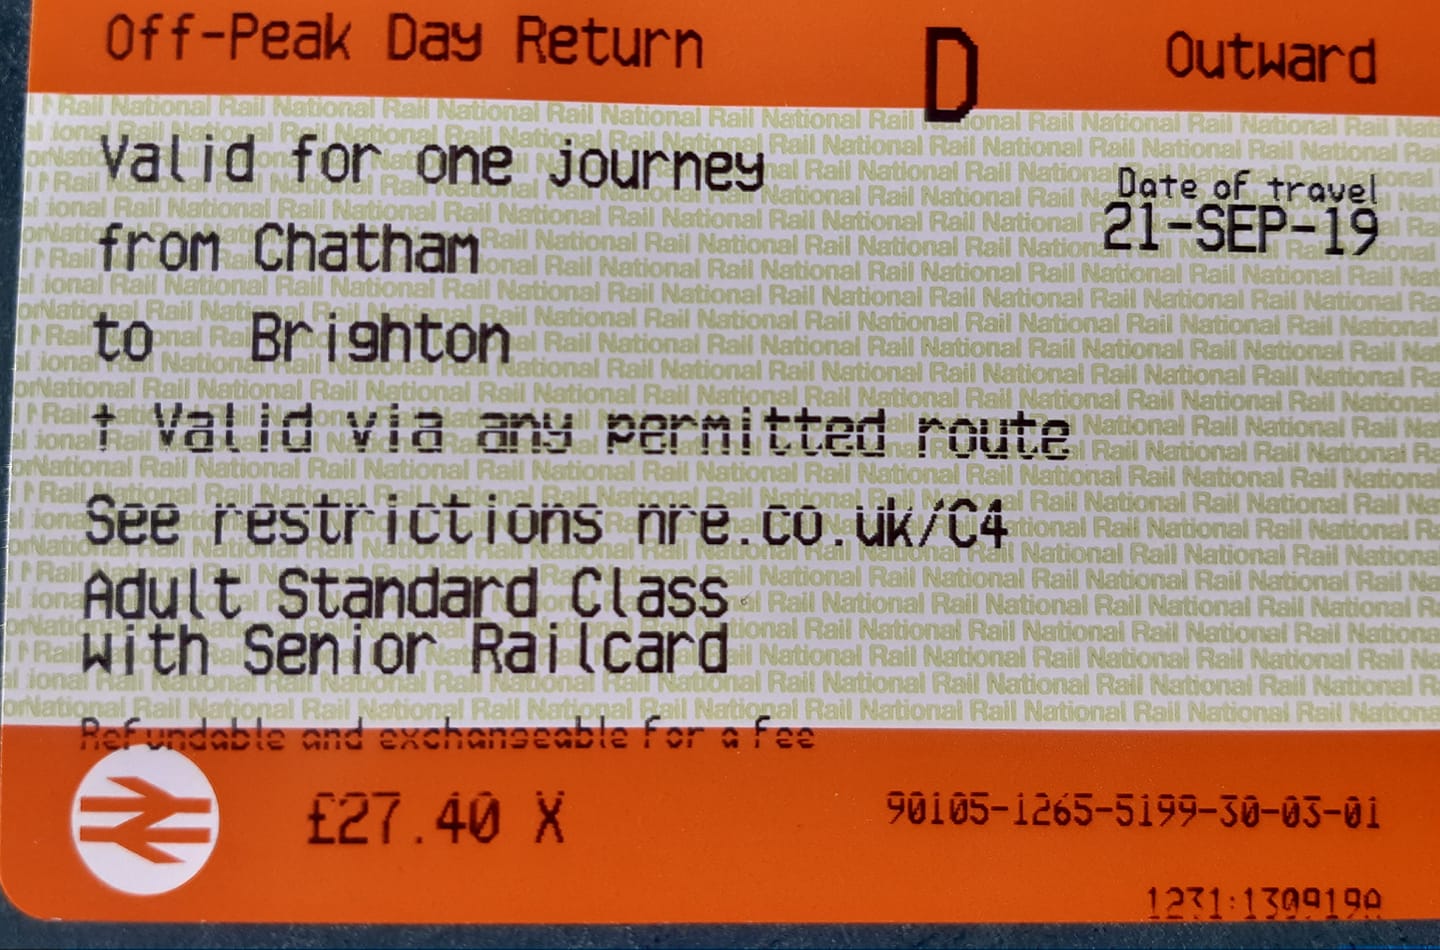 Off-Peak Day Return D Outward
Valid for one journey
Date of travel
from Chatham 21-SEP-19
to Brighton
† Valid via any permitted route
See restrictions nre.co.uk/C4
Adult Standard Class
with Senior Railcard
Refundable and exchangeable for a fee
£27.40 X 90105-1265-5199-30-03-01
1231:130919A